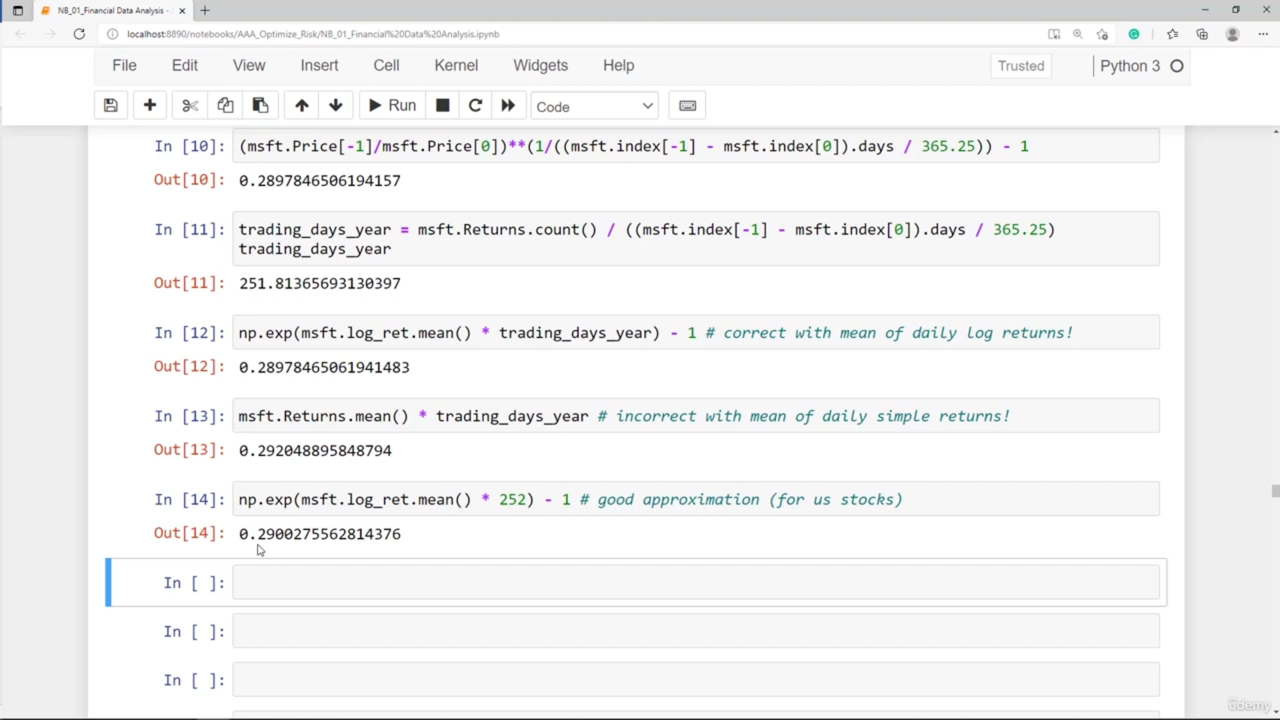 NB_01_Financial Data Analysis -
localhost:8890/notebooks/AAA_Optimize_Risk/NB_01_Financial%20Data%20Analysis.ipynb
File Edit View Insert Cell Kernel Widgets Help Trusted Python 3
Run Code
In [10]: (msft.Price[-1]/msft.Price[0])**(1/((msft.index[-1] - msft.index[0]).days / 365.25)) - 1
Out[10]: 0.2897846506194157
In [11]: trading_days_year = msft.Returns.count() / ((msft.index[-1] - msft.index[0]).days / 365.25)
trading_days_year
Out[11]: 251.81365693130397
In [12]: np.exp(msft.log_ret.mean() * trading_days_year) - 1 # correct with mean of daily log returns!
Out[12]: 0.28978465061941483
In [13]: msft.Returns.mean() * trading_days_year # incorrect with mean of daily simple returns!
Out[13]: 0.292048895848794
In [14]: np.exp(msft.log_ret.mean() * 252) - 1 # good approximation (for us stocks)
Out[14]: 0.2900275562814376
In [ ]:
In [ ]:
In [ ]:
Udemy